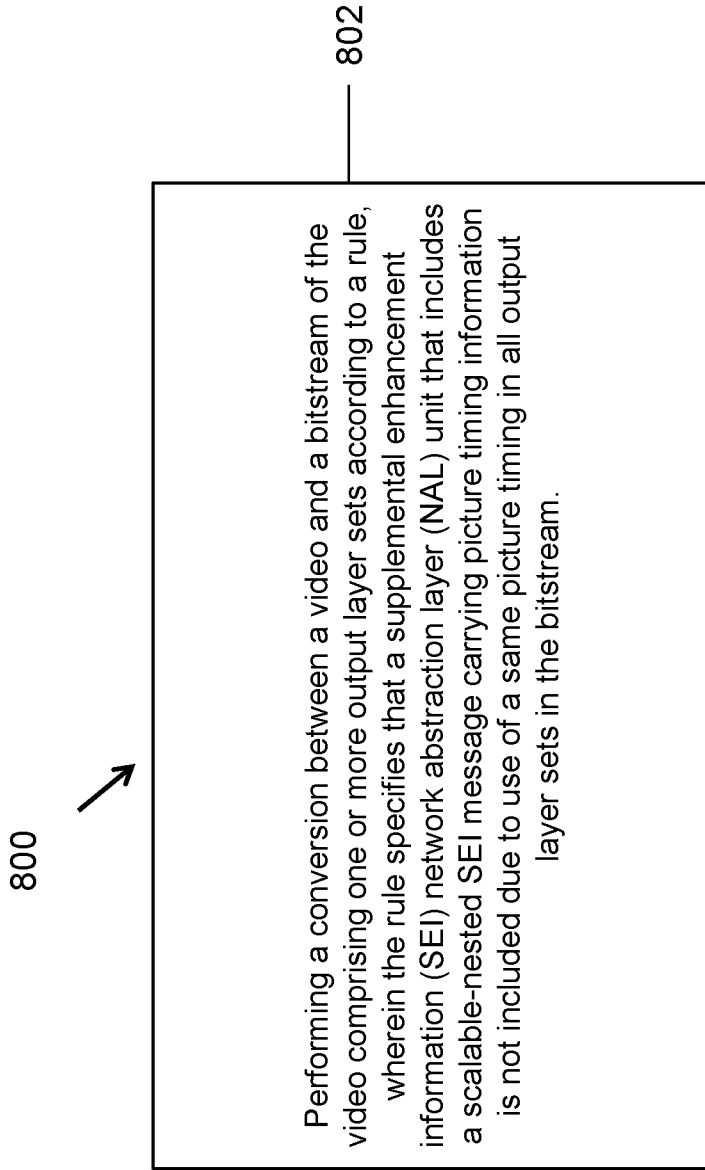 800
802
Performing a conversion between a video and a bitstream of the
video comprising one or more output layer sets according to a rule,
wherein the rule specifies that a supplemental enhancement
information (SEI) network abstraction layer (NAL) unit that includes
a scalable-nested SEI message carrying picture timing information
is not included due to use of a same picture timing in all output
layer sets in the bitstream.